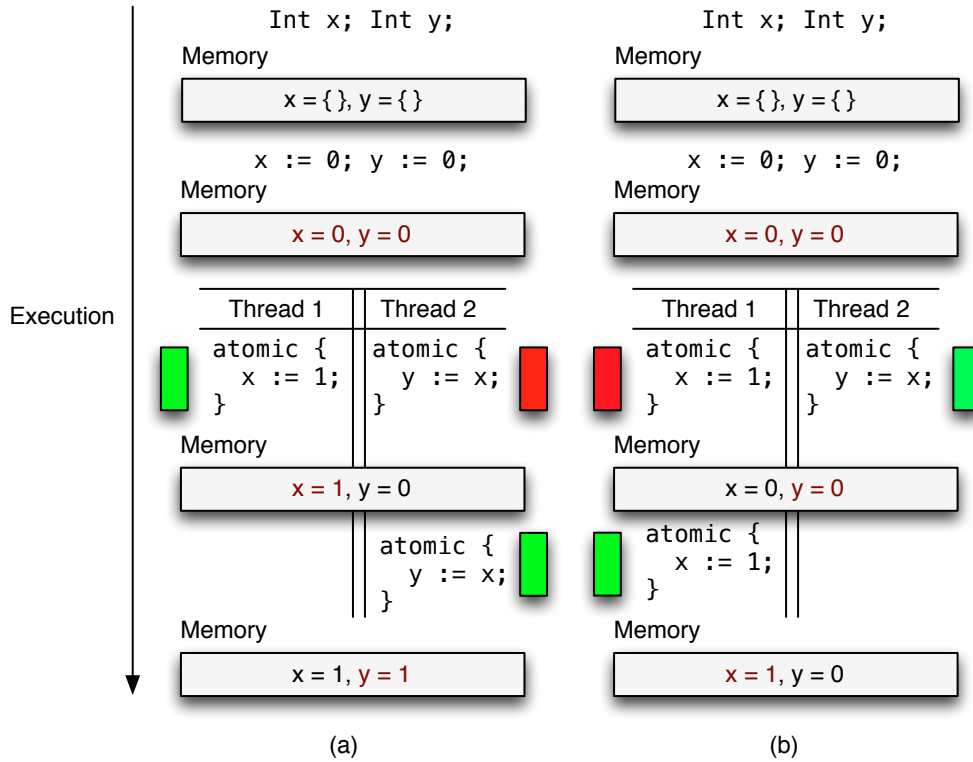 Int x; Int y;
Memory
x = { }, y = { }
x := 0; y := 0;
Memory
x = 0, y = 0
Execution
Thread 1
Thread 2
atomic {
x := 1;
}
atomic {
y := x;
}
Memory
x = 1, y = 0
atomic {
y := x;
}
Memory
x = 1, y = 1
(a)
Int x; Int y;
Memory
x = { }, y = { }
x := 0; y := 0;
Memory
x = 0, y = 0
Thread 1
Thread 2
atomic {
x := 1;
}
atomic {
y := x;
}
Memory
x = 0, y = 0
atomic {
x := 1;
}
Memory
x = 1, y = 0
(b)